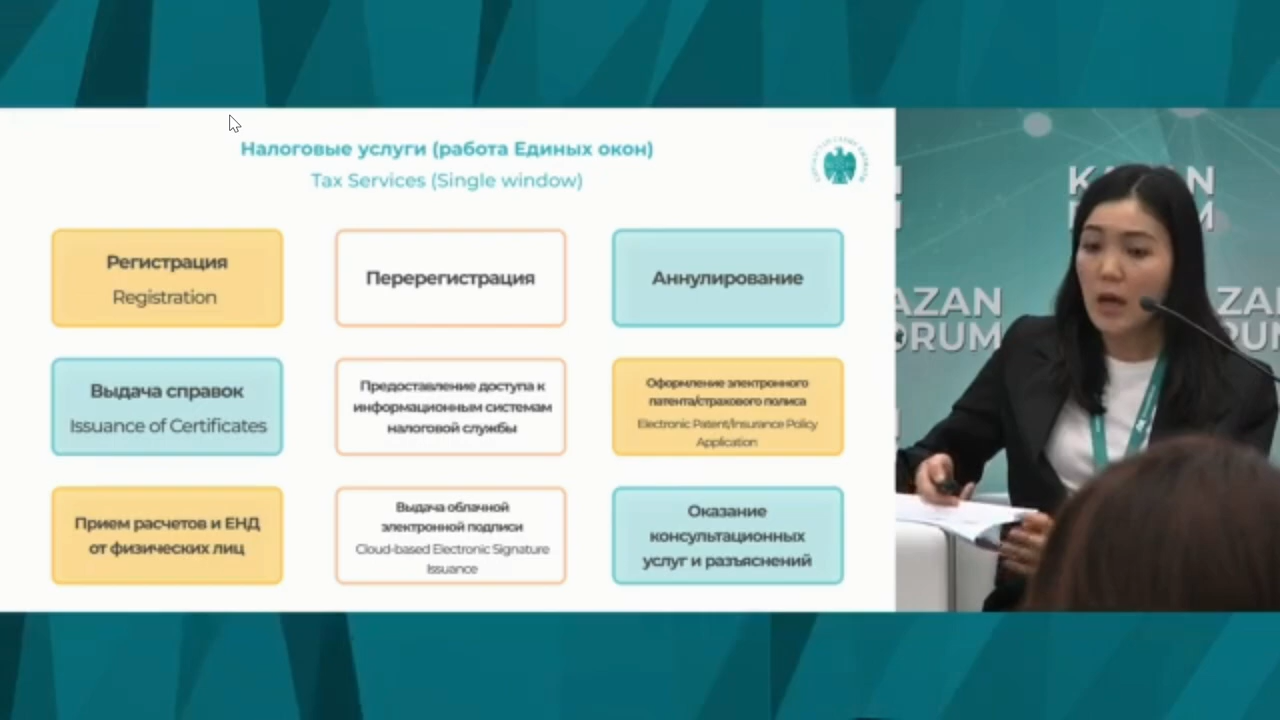 Налоговые услуги (работа Единых окон)
Tax Services (Single window)
Регистрация
Registration
Перерегистрация
Аннулирование
Выдача справок
Issuance of Certificates
Предоставление доступа к
информационным системам
налоговой службы
Оформление электронного
патента/страхового полиса
Electronic Patent/Insurance Policy
Application
Прием расчетов и ЕНД
от физических лиц
Выдача облачной
электронной подписи
Cloud-based Electronic Signature
Issuance
Оказание
консультационных
услуг и разъяснений
AZAN
RUM